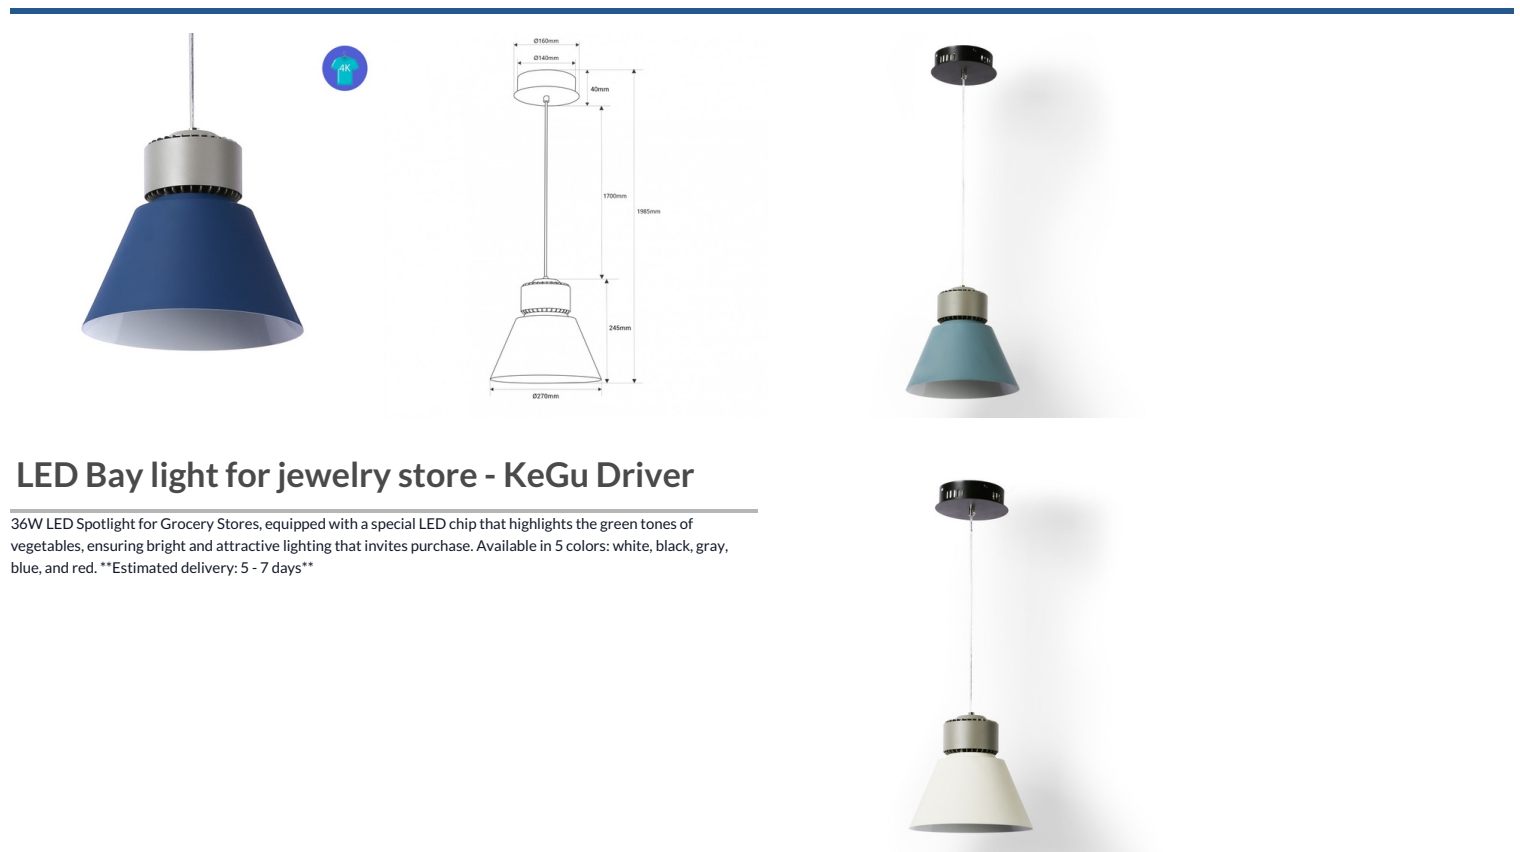 4K
Ø160mm
Ø140mm
40mm
1700mm
1985mm
245mm
Ø270mm
LED Bay light for jewelry store - KeGu Driver
36W LED Spotlight for Grocery Stores, equipped with a special LED chip that highlights the green tones of
vegetables, ensuring bright and attractive lighting that invites purchase. Available in 5 colors: white, black, gray,
blue, and red. **Estimated delivery: 5 - 7 days**